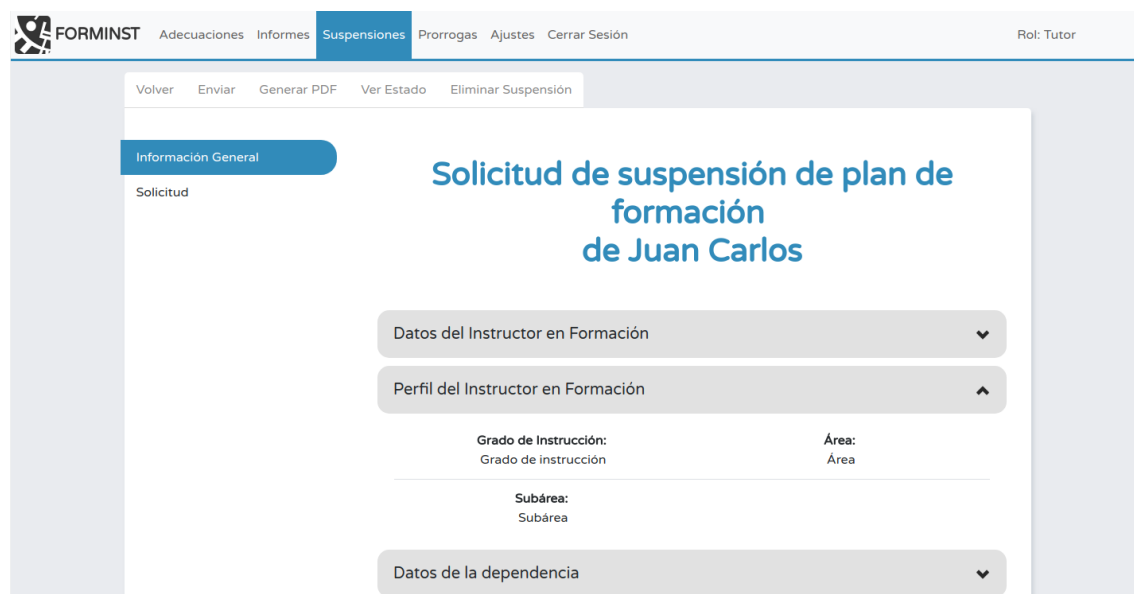 FORMINST Adecuaciones Informes Suspensiones Prorrogas Ajustes Cerrar Sesión Rol: Tutor
Volver Enviar Generar PDF Ver Estado Eliminar Suspensión
Información General
Solicitud
Solicitud de suspensión de plan de
formación
de Juan Carlos
Datos del Instructor en Formación
Perfil del Instructor en Formación
Grado de Instrucción: Área:
Grado de instrucción Área
Subárea:
Subárea
Datos de la dependencia